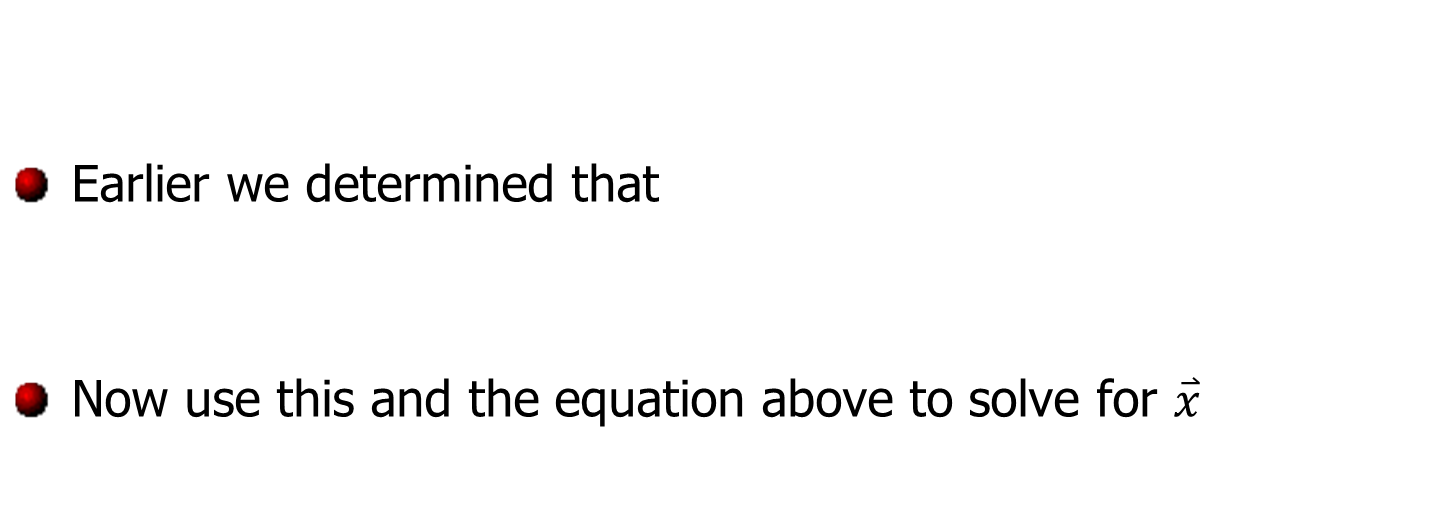 Earlier we determined that
Now use this and the equation above to solve for x⃗